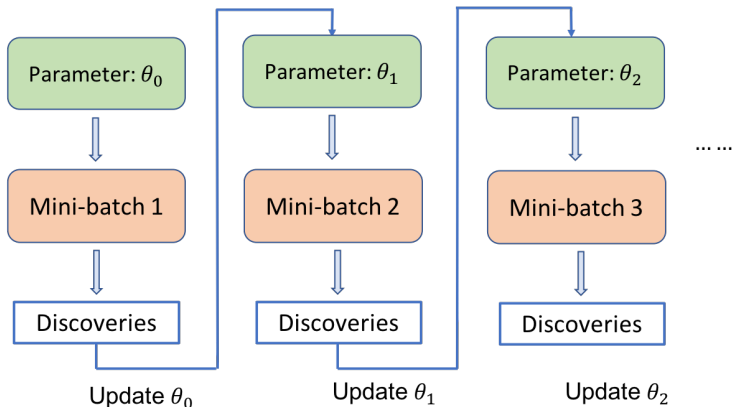 Parameter: θ₀
Mini-batch 1
Discoveries
Update θ₀
Parameter: θ₁
Mini-batch 2
Discoveries
Update θ₁
Parameter: θ₂
Mini-batch 3
Discoveries
Update θ₂
... ...